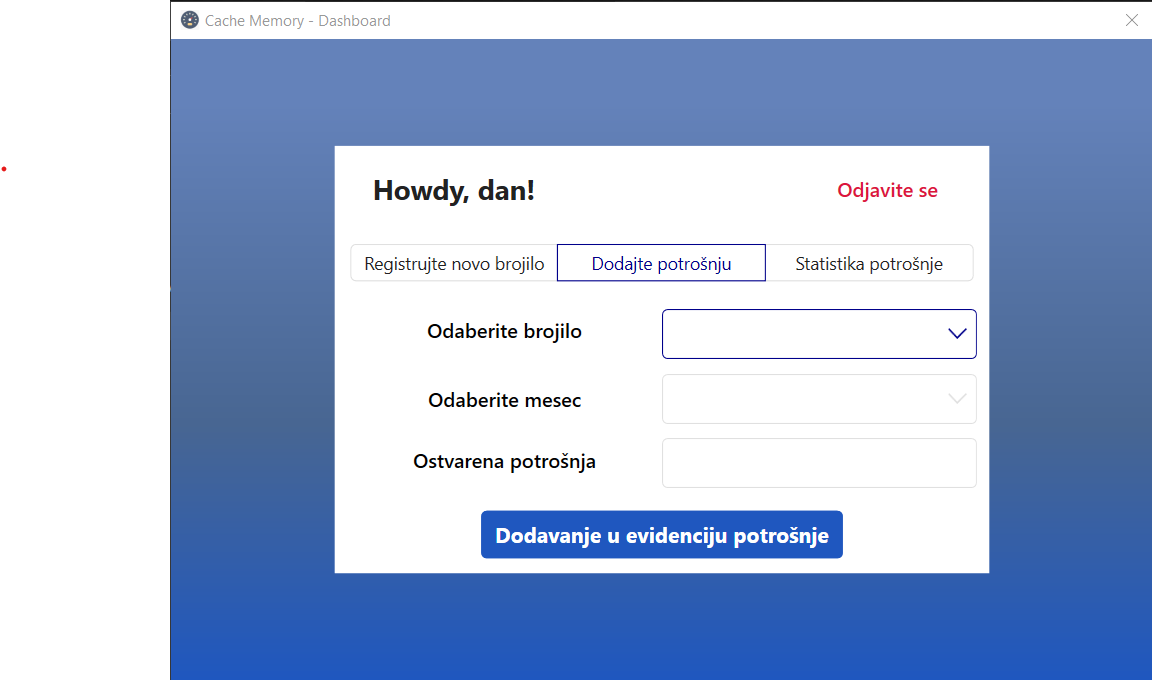 Cache Memory - Dashboard
Howdy, dan!
Odjavite se
Registrujte novo brojilo
Dodajte potrošnju
Statistika potrošnje
Odaberite brojilo
Odaberite mesec
Ostvarena potrošnja
Dodavanje u evidenciju potrošnje